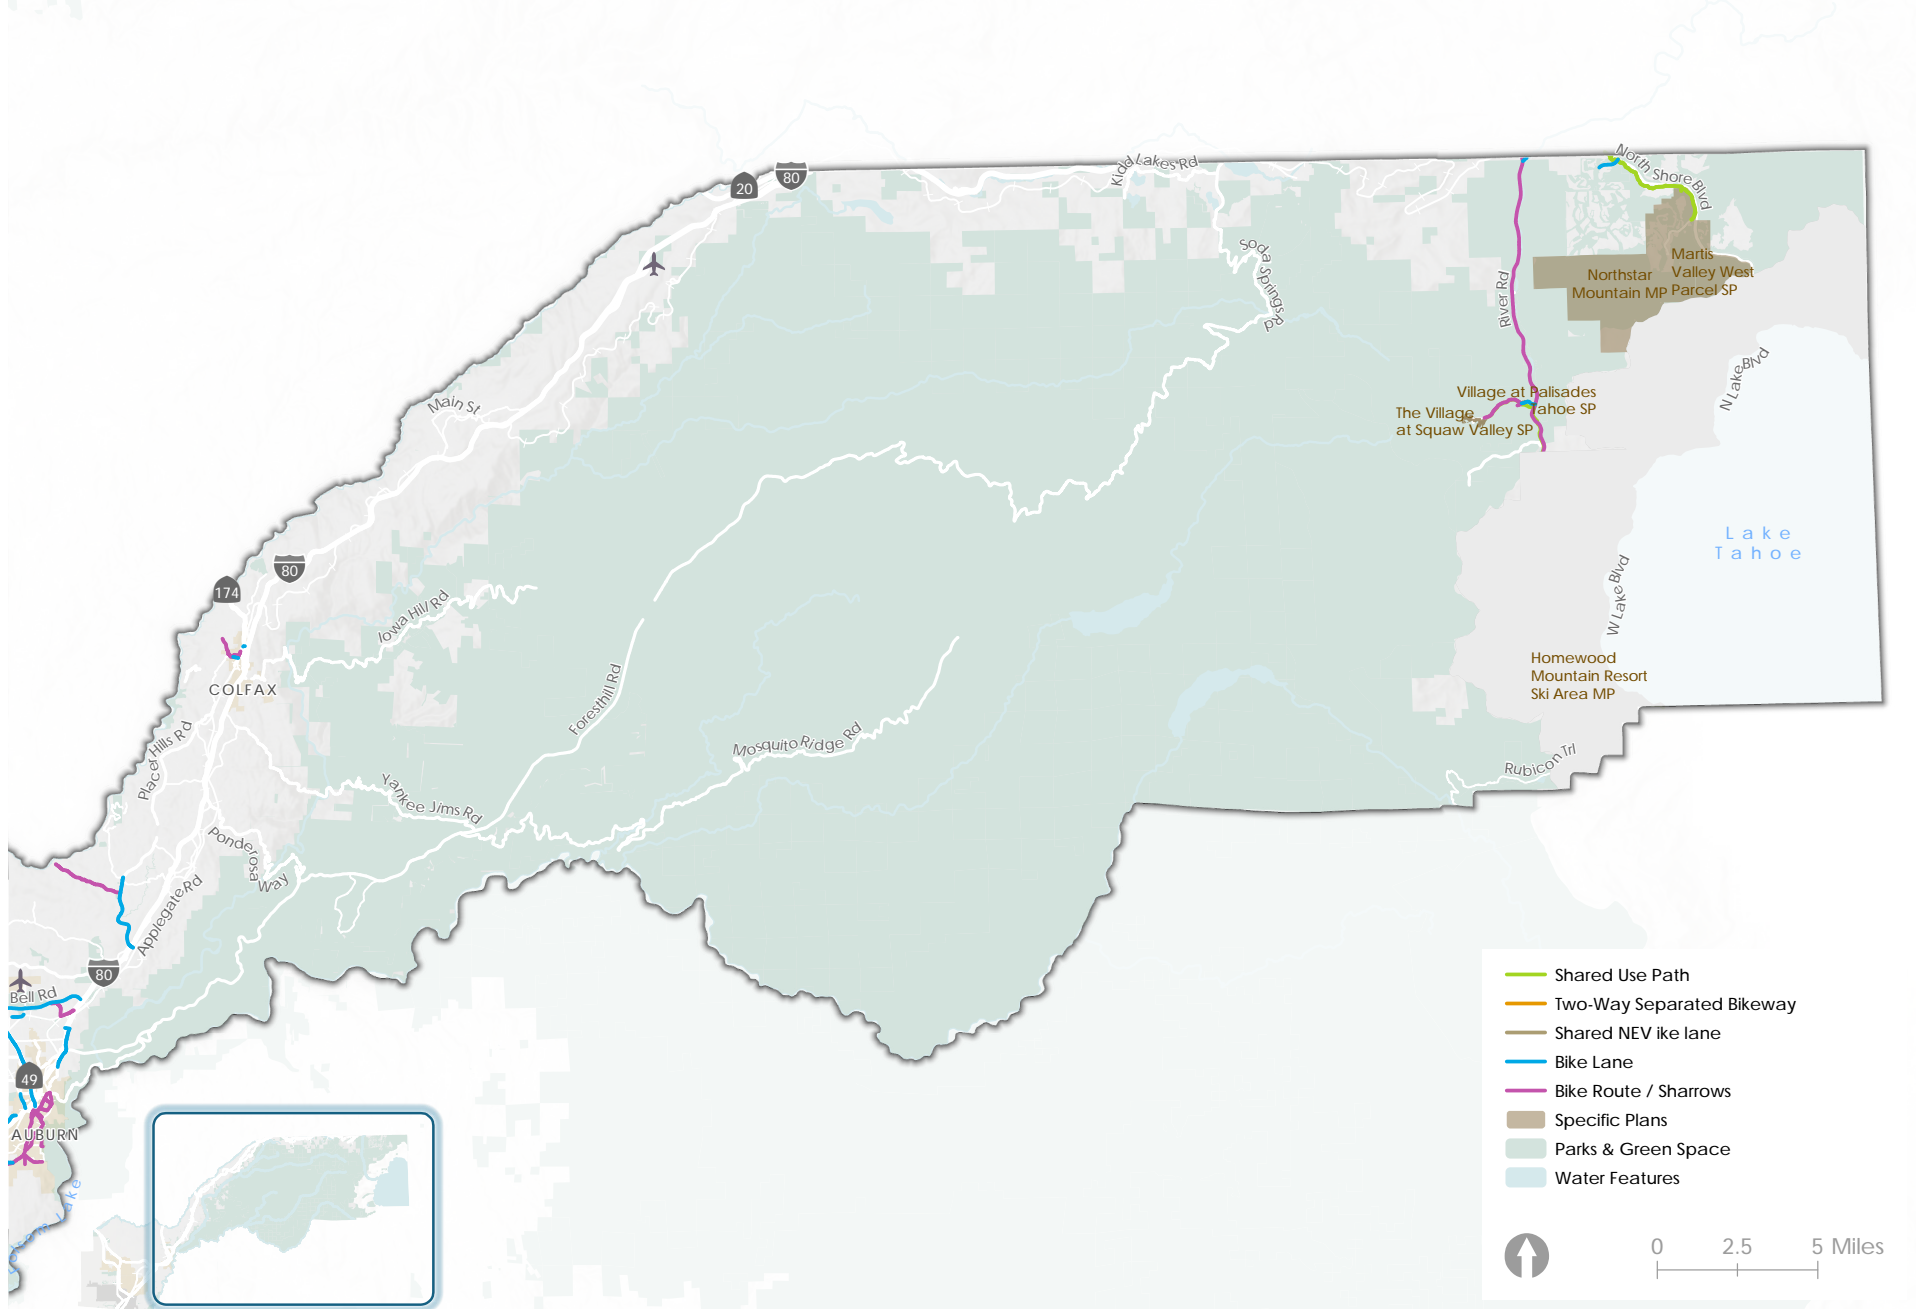 Kidd Lakes Rd
North Shore Blvd
80
20
Soda Springs Rd
Martis
Valley West
Parcel SP
Northstar
Mountain MP
River Rd
N Lake Blvd
Main St
Village at Palisades
Tahoe SP
The Village
at Squaw Valley SP
Lake
Tahoe
80
174
Iowa Hill Rd
W Lake Blvd
COLFAX
Foresthill Rd
Homewood
Mountain Resort
Ski Area MP
Placer Hills Rd
Mosquito Ridge Rd
Rubicon Trl
Yankee Jims Rd
Ponderosa Way
Applegate Rd
80
Bell Rd
49
AUBURN
Lake
Shared Use Path
Two-Way Separated Bikeway
Shared NEV ike lane
Bike Lane
Bike Route / Sharrows
Specific Plans
Parks & Green Space
Water Features
0 2.5 5 Miles